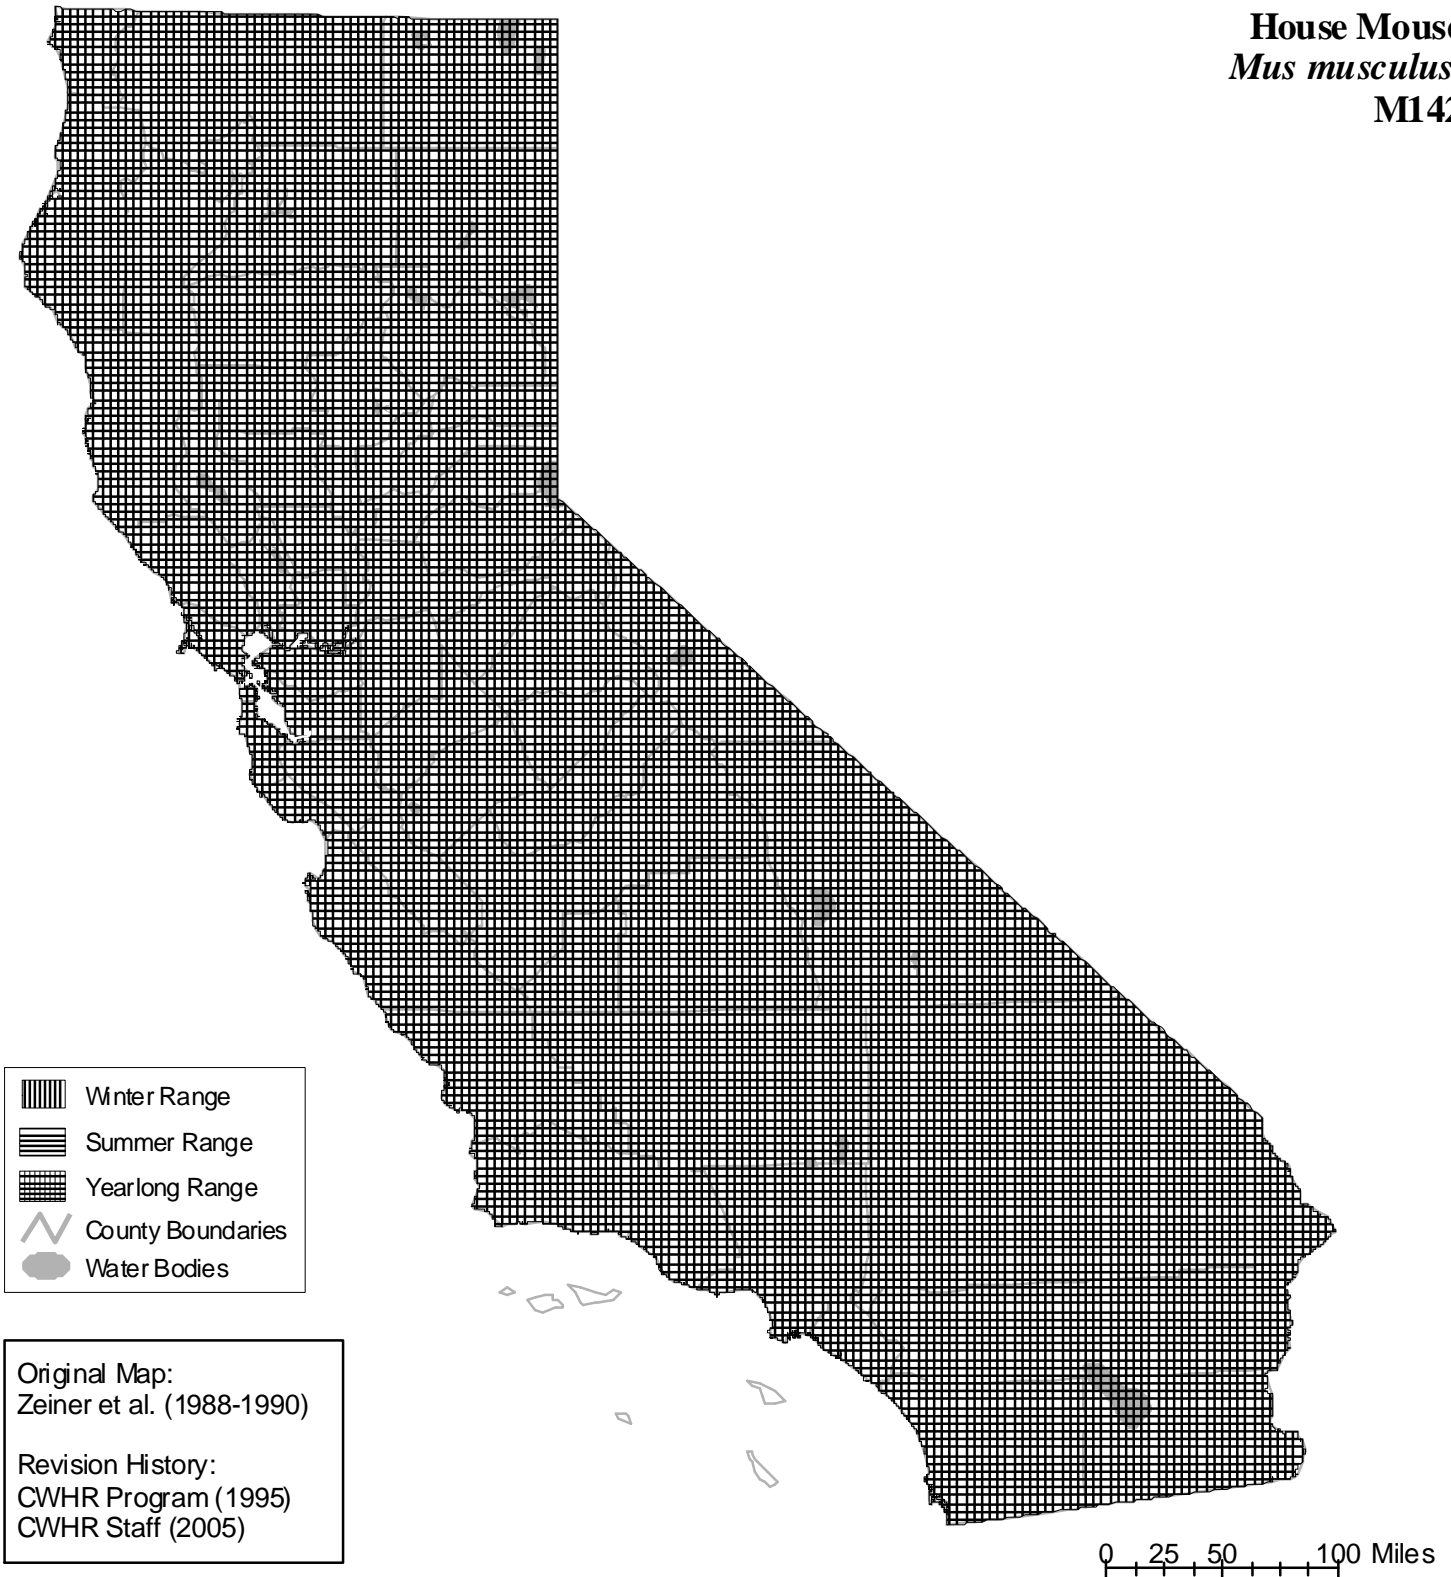 House Mouse
Mus musculus
M142
Winter Range
Summer Range
Yearlong Range
County Boundaries
Water Bodies
Original Map:
Zeiner et al. (1988-1990)
Revision History:
CWHR Program (1995)
CWHR Staff (2005)
0 25 50 100 Miles